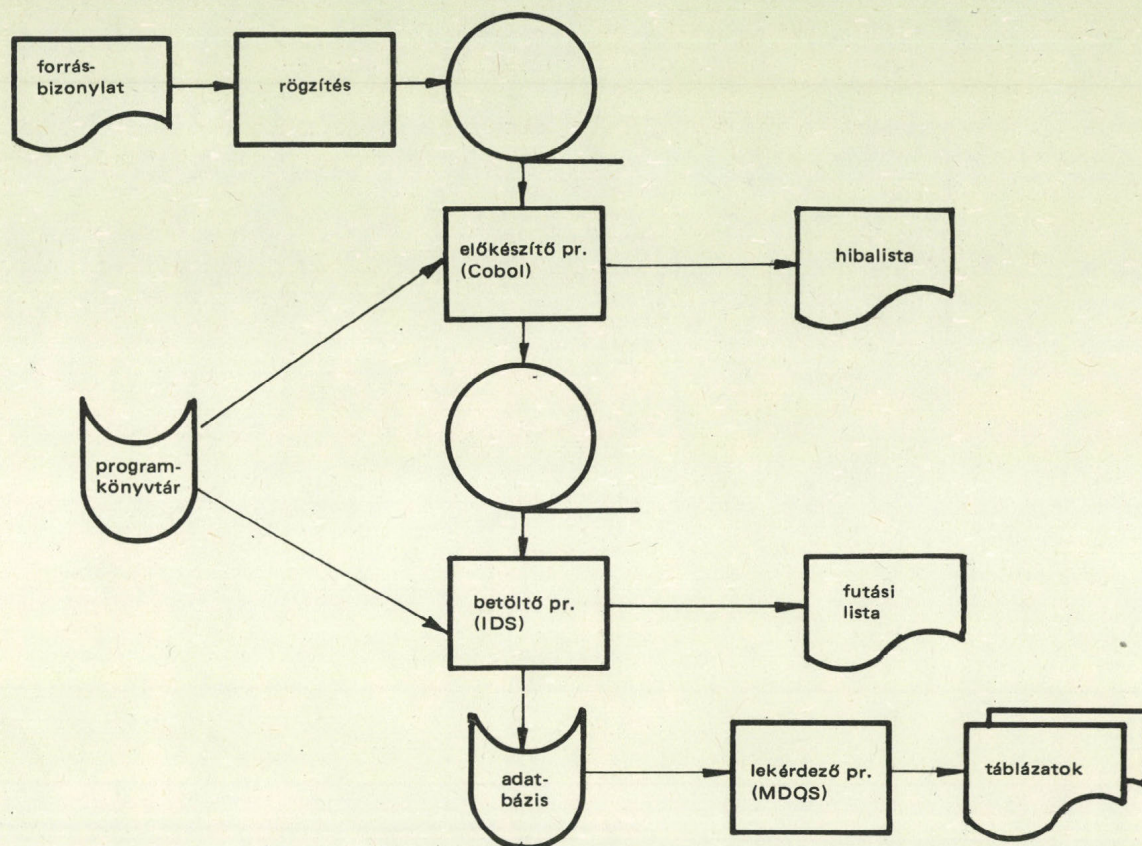 forrás-
bizonylat
rögzítés
előkészítő pr.
(Cobol)
hibalista
program-
könyvtár
betöltő pr.
(IDS)
futási
lista
adat-
bázis
lekérdező pr.
(MDQS)
táblázatok